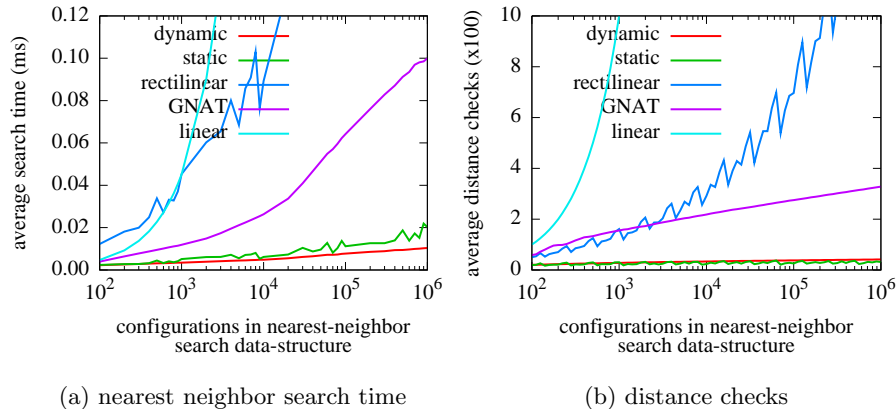 0.12
0.10
0.08
0.06
0.04
0.02
0.00
average search time (ms)
dynamic
static
rectilinear
GNAT
linear
10^2 10^3 10^4 10^5 10^6
configurations in nearest-neighbor
search data-structure
(a) nearest neighbor search time
10
8
6
4
2
0
average distance checks (x100)
dynamic
static
rectilinear
GNAT
linear
10^2 10^3 10^4 10^5 10^6
configurations in nearest-neighbor
search data-structure
(b) distance checks